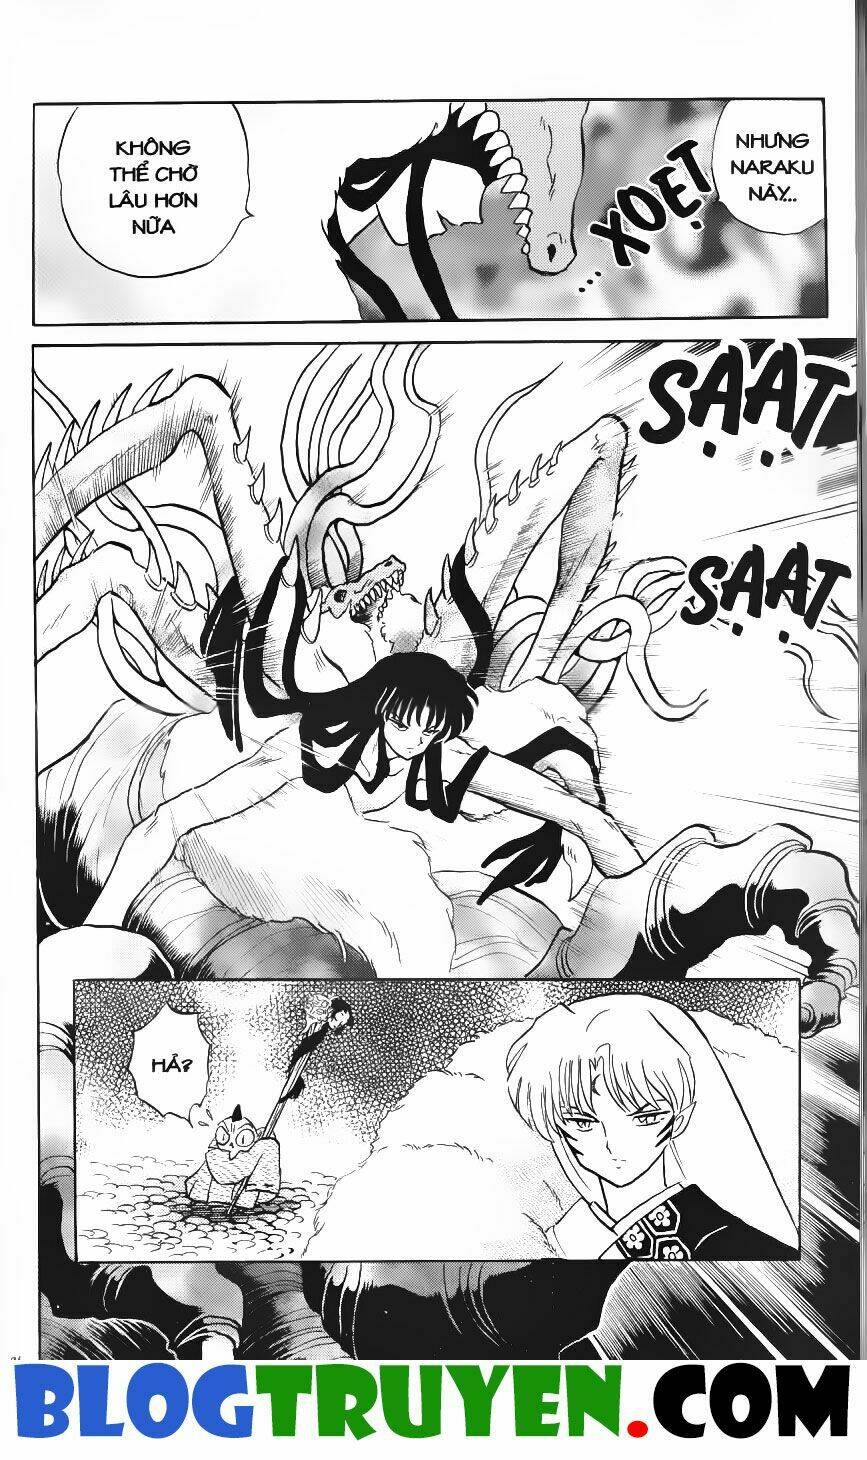 NHƯNG
NARAKU
NÀY...
... XOẸT
KHÔNG
THỂ CHỜ
LÂU HƠN
NỮA
SẠẠT
SẠẠT
HẢ?
BLOGTRUYEN.COM